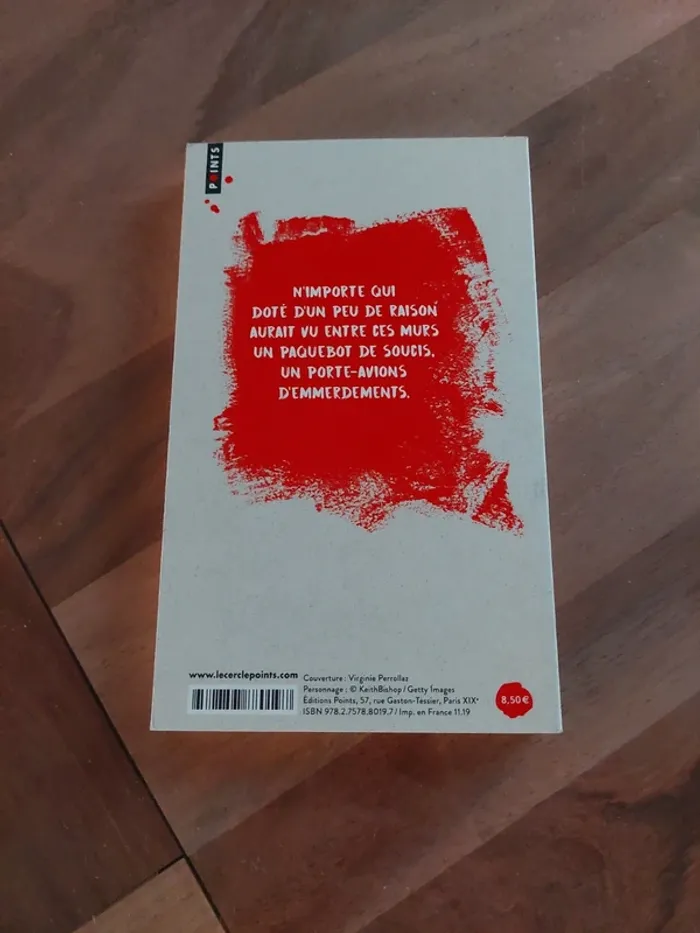 POINTS
N'IMPORTE QUI
DOTÉ D'UN PEU DE RAISON
AURAIT VU ENTRE CES MURS
UN PAQUEBOT DE SOUCIS,
UN PORTE-AVIONS
D'EMMERDEMENTS.
www.lecerclepoints.com
Couverture : Virginie Perrollaz
Personnage : © KeithBishop / Getty Images
Éditions Points, 57, rue Gaston-Tessier, Paris XIXe
ISBN 978.2.7578.8019.7 / Imp. en France 11.19
8,50 €